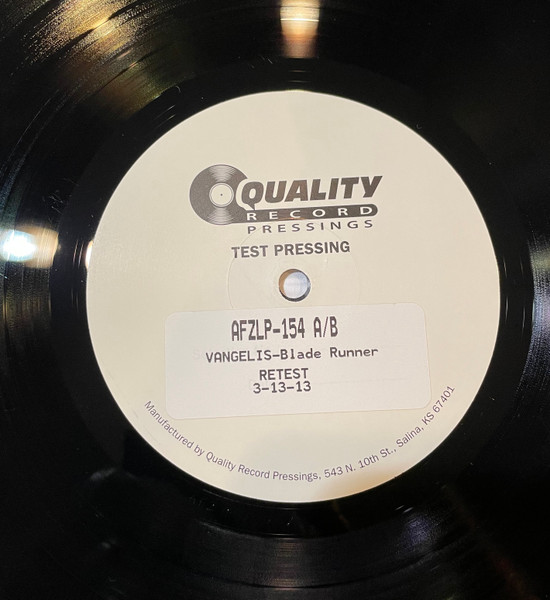 QUALITY
RECORD
PRESSINGS
TEST PRESSING
AFZLP-154 A/B
VANGELIS-Blade Runner
RETEST
3-13-13
Manufactured by Quality Record Pressings, 543 N. 10th St., Salina, KS 67401